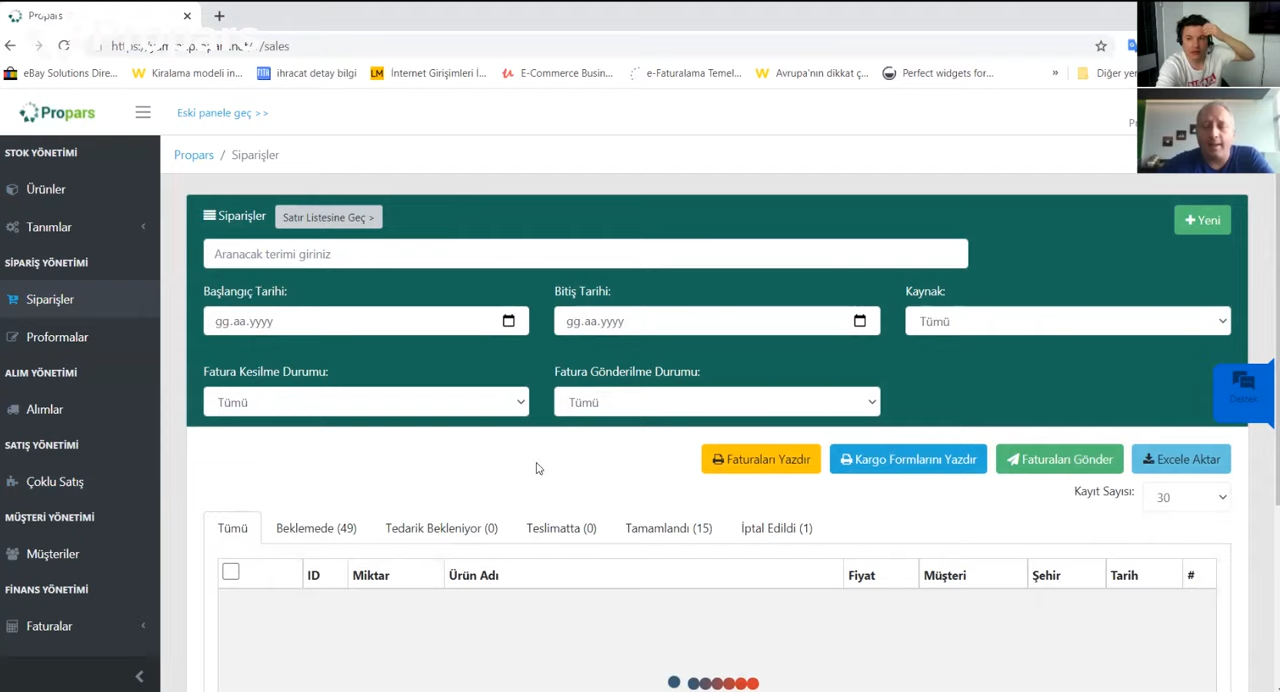 Propars
/sales
eBay Solutions Dire...
Kiralama modeli in...
ihracat detay bilgi
İnternet Girişimleri İ...
E-Commerce Busin...
e-Faturalama Temel...
Avrupa'nın dikkat ç...
Perfect widgets for...
»
Diğer yer
Propars
Eski panele geç >>
Propars / Siparişler
STOK YÖNETİMİ
Ürünler
Tanımlar
SİPARİŞ YÖNETİMİ
Siparişler
Proformalar
ALIM YÖNETİMİ
Alımlar
SATIŞ YÖNETİMİ
Çoklu Satış
MÜŞTERİ YÖNETİMİ
Müşteriler
FİNANS YÖNETİMİ
Faturalar
Siparişler
Satır Listesine Geç >
+ Yeni
Aranacak terimi giriniz
Başlangıç Tarihi:
Bitiş Tarihi:
Kaynak:
gg.aa.yyyy
gg.aa.yyyy
Tümü
Fatura Kesilme Durumu:
Fatura Gönderilme Durumu:
Tümü
Tümü
Destek
Faturaları Yazdır
Kargo Formlarını Yazdır
Faturaları Gönder
Excele Aktar
Kayıt Sayısı:
30
Tümü
Beklemede (49)
Tedarik Bekleniyor (0)
Teslimatta (0)
Tamamlandı (15)
İptal Edildi (1)
ID
Miktar
Ürün Adı
Fiyat
Müşteri
Şehir
Tarih
#